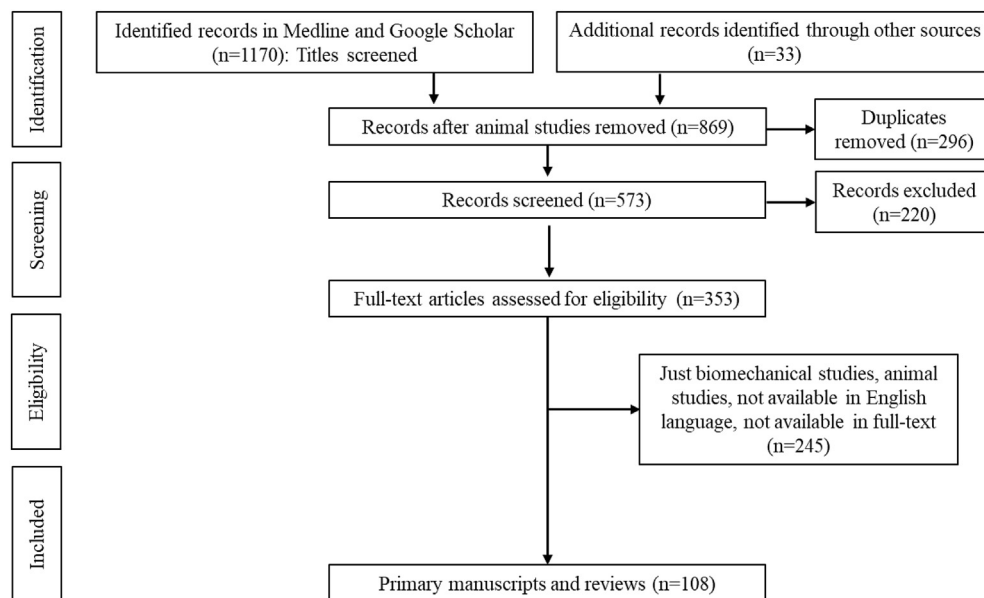 Identification
Identified records in Medline and Google Scholar
(n=1170): Titles screened
Additional records identified through other sources
(n=33)
Records after animal studies removed (n=869)
Duplicates
removed (n=296)
Screening
Records screened (n=573)
Records excluded
(n=220)
Full-text articles assessed for eligibility (n=353)
Eligibility
Just biomechanical studies, animal
studies, not available in English
language, not available in full-text
(n=245)
Included
Primary manuscripts and reviews (n=108)